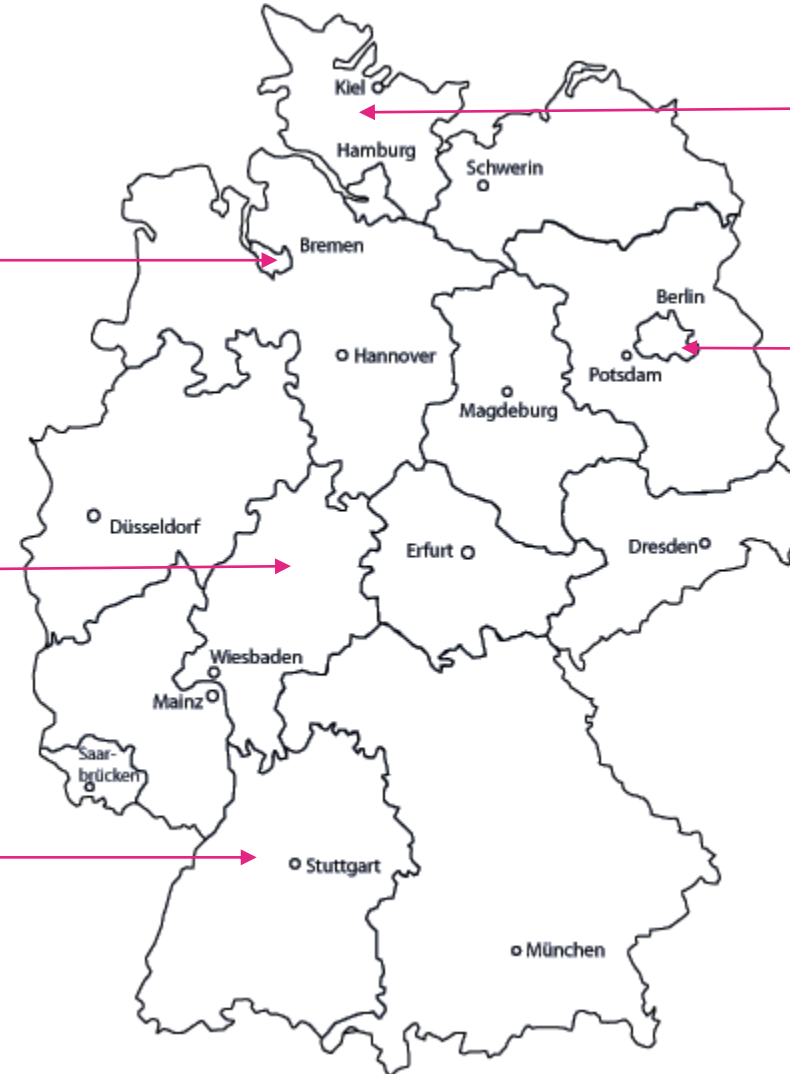 Kiel
Hamburg
Schwerin
Bremen
Berlin
Hannover
Potsdam
Magdeburg
Düsseldorf
Erfurt
Dresden
Wiesbaden
Mainz
Saar-
brücken
Stuttgart
München